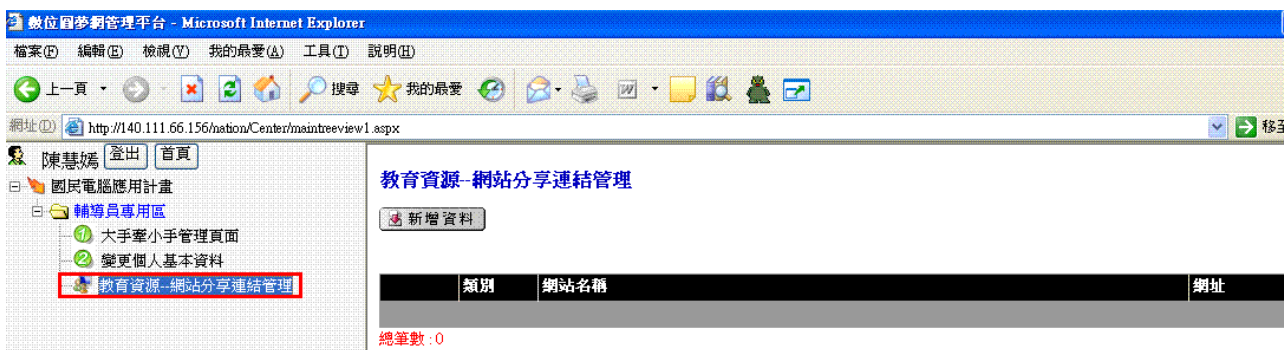 數位圓夢網管理平台 - Microsoft Internet Explorer
檔案(F) 編輯(E) 檢視(V) 我的最愛(A) 工具(T) 說明(H)
上一頁 搜尋 我的最愛
網址(D) http://140.111.66.156/nation/Center/maintreeview1.aspx 移至
陳慧嫣 登出 首頁
國民電腦應用計畫
輔導員專用區
1 大手牽小手管理頁面
2 變更個人基本資料
教育資源--網站分享連結管理
教育資源--網站分享連結管理
新增資料
類別 網站名稱 網址
總筆數 : 0